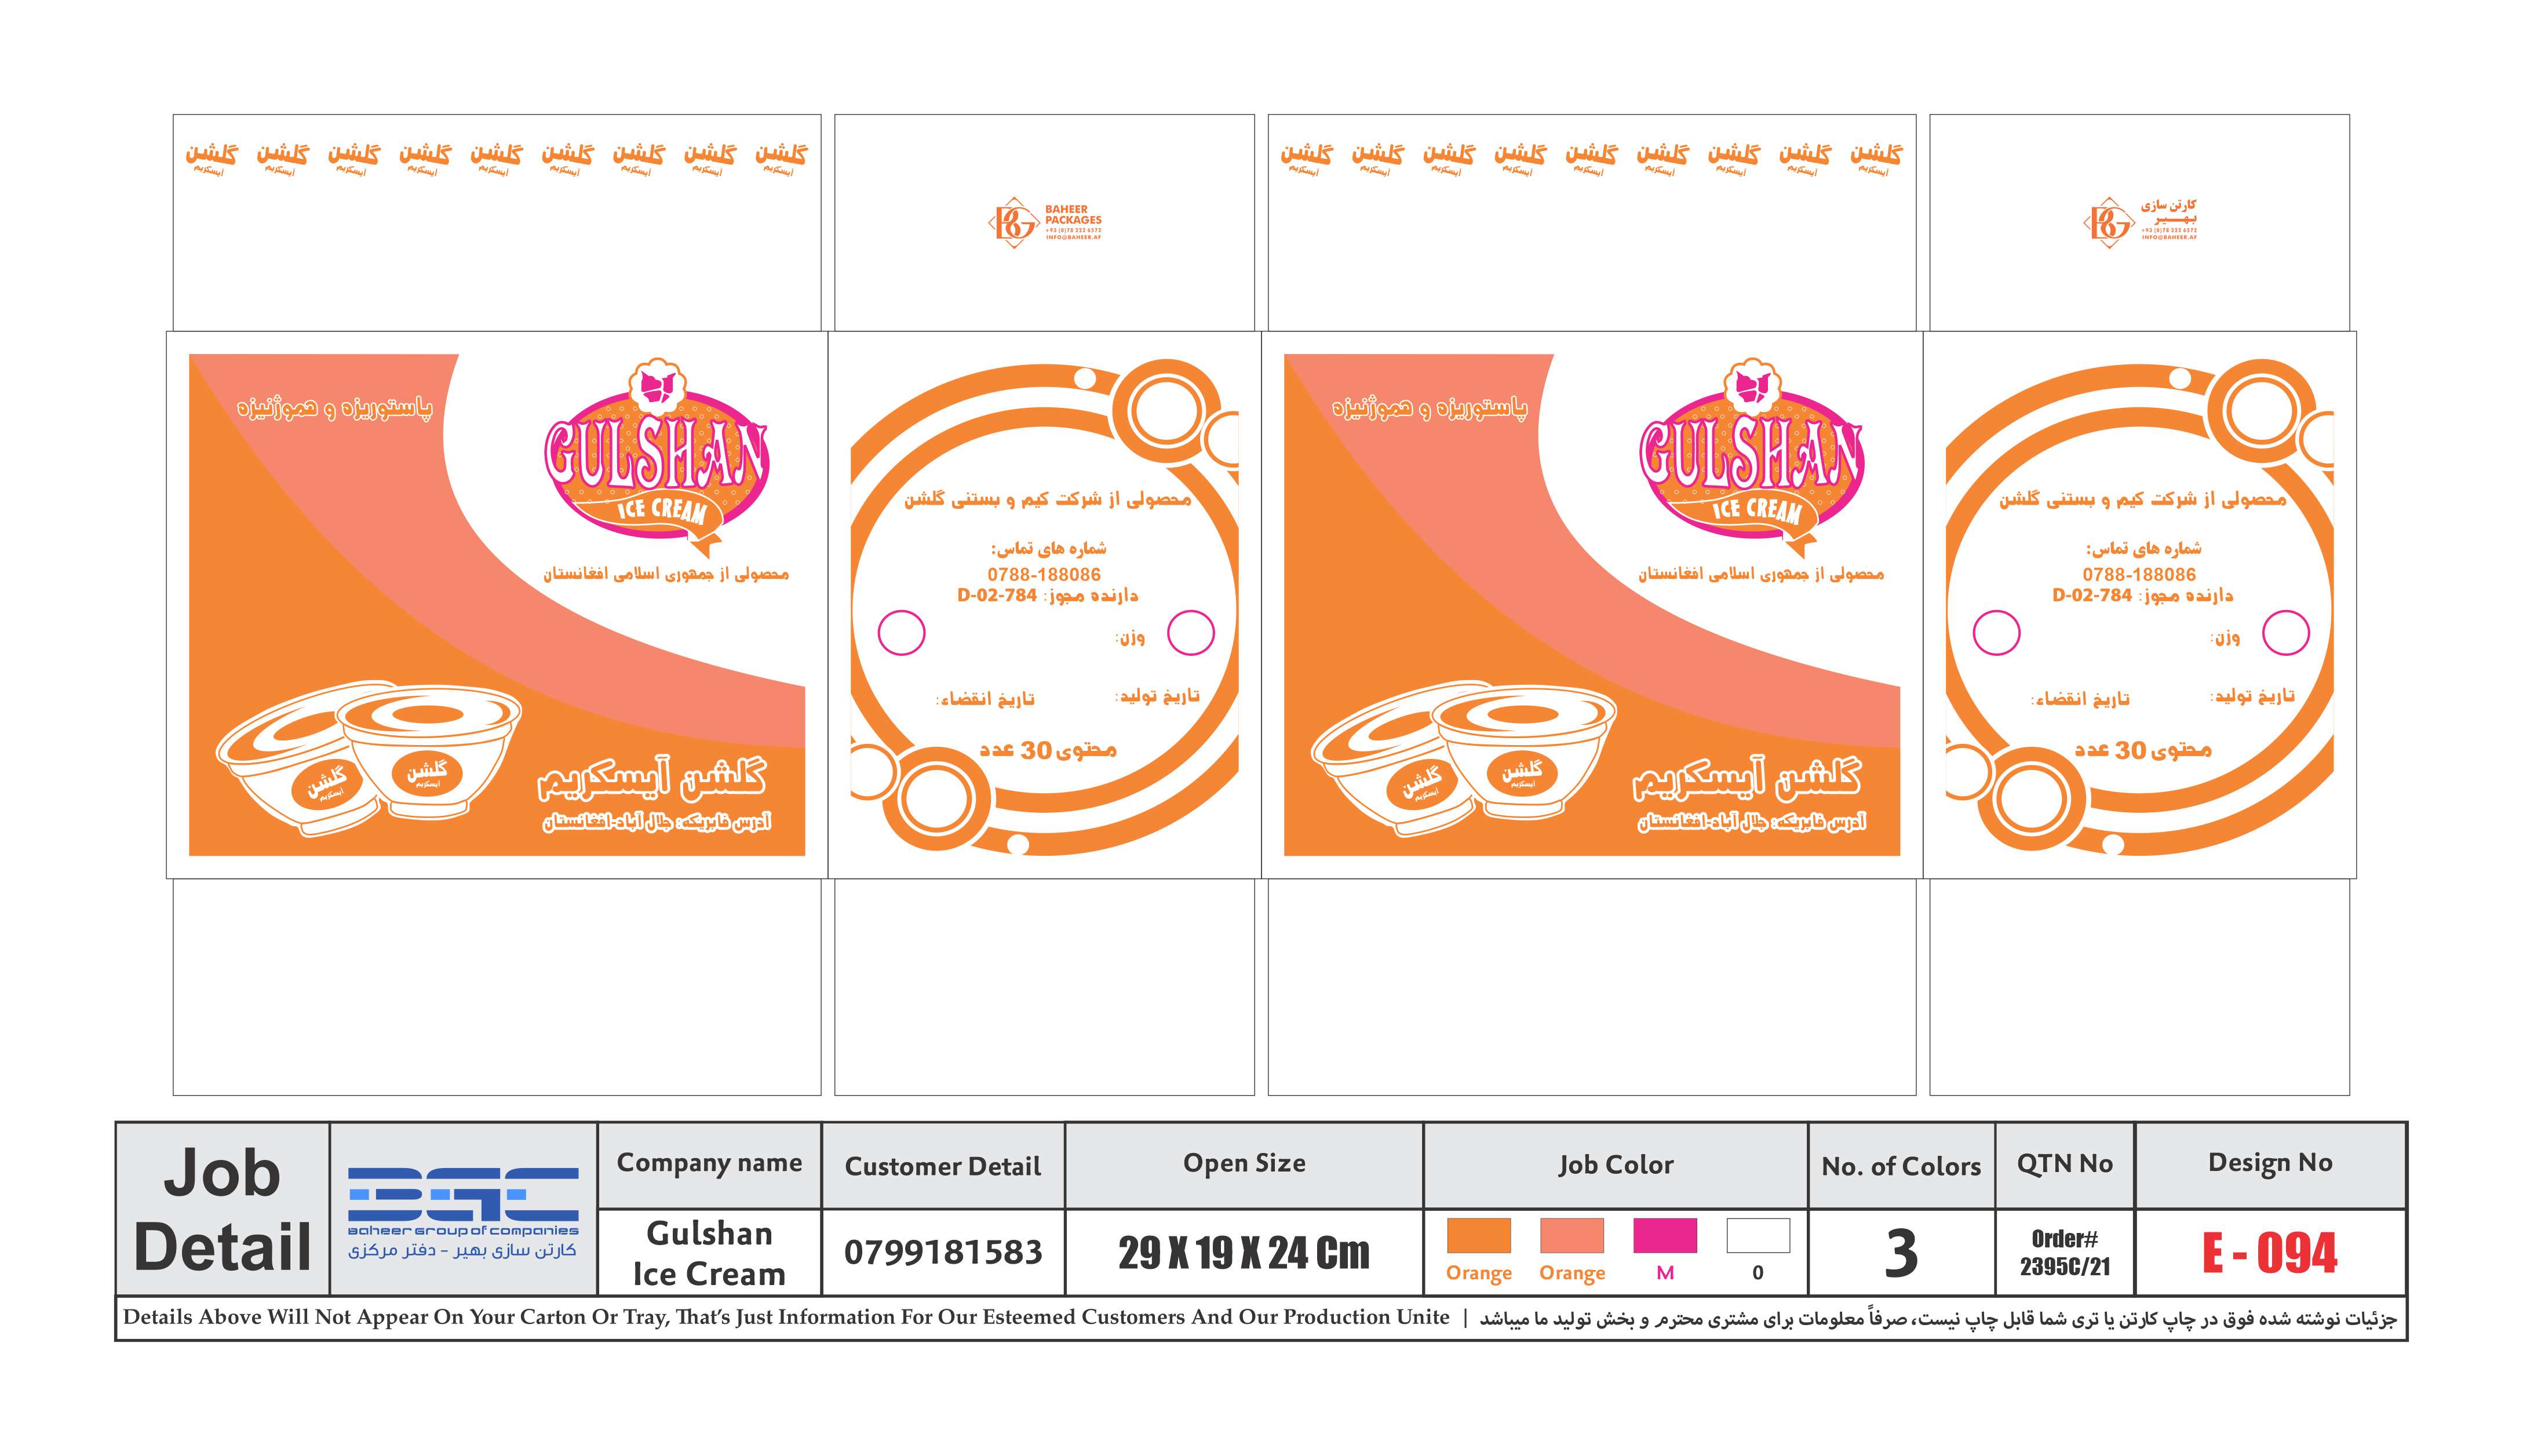 گلشن آیسکریم گلشن آیسکریم گلشن آیسکریم گلشن آیسکریم گلشن آیسکریم گلشن آیسکریم گلشن آیسکریم گلشن آیسکریم گلشن آیسکریم
BAHEER
PACKAGES
+93 (0)78 222 6572
INFO@BAHEER.AF
گلشن آیسکریم گلشن آیسکریم گلشن آیسکریم گلشن آیسکریم گلشن آیسکریم گلشن آیسکریم گلشن آیسکریم گلشن آیسکریم گلشن آیسکریم
کارتن سازی
بهیر
+93 (0)78 222 6572
INFO@BAHEER.AF
پاستوریزه و هموژنیزه
GULSHAN
ICE CREAM
محصولی از جمهوری اسلامی افغانستان
گلشن
آیسکریم
گلشن
آیسکریم
گلشن آیسکریم
آدرس فابریکه: جلال آباد-افغانستان
محصولی از شرکت کیم و بستنی گلشن
شماره های تماس:
0788-188086
دارنده مجوز: D-02-784
وزن:
تاریخ تولید: تاریخ انقضاء:
محتوی 30 عدد
پاستوریزه و هموژنیزه
GULSHAN
ICE CREAM
محصولی از جمهوری اسلامی افغانستان
گلشن
آیسکریم
گلشن
آیسکریم
گلشن آیسکریم
آدرس فابریکه: جلال آباد-افغانستان
محصولی از شرکت کیم و بستنی گلشن
شماره های تماس:
0788-188086
دارنده مجوز: D-02-784
وزن:
تاریخ تولید: تاریخ انقضاء:
محتوی 30 عدد
Job
Detail
BGC
Baheer Group of companies
کارتن سازی بهیر - دفتر مرکزی
Company name
Gulshan
Ice Cream
Customer Detail
0799181583
Open Size
29 X 19 X 24 Cm
Job Color
Orange Orange M 0
No. of Colors
3
QTN No
Order#
2395C/21
Design No
E - 094
Details Above Will Not Appear On Your Carton Or Tray, That's Just Information For Our Esteemed Customers And Our Production Unite | جزئیات نوشته شده فوق در چاپ کارتن یا تری شما قابل چاپ نیست، صرفاً معلومات برای مشتری محترم و بخش تولید ما میباشد